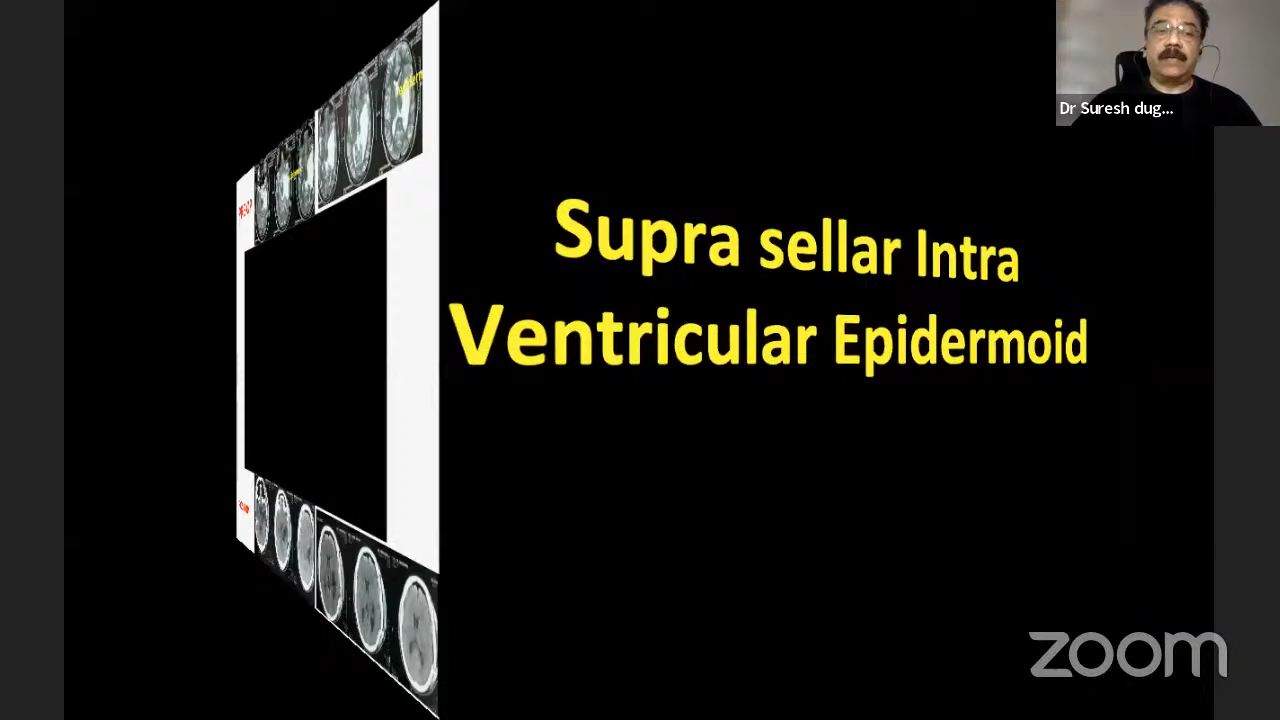 Dr Suresh dug...
Supra sellar Intra
Ventricular Epidermoid
zoom